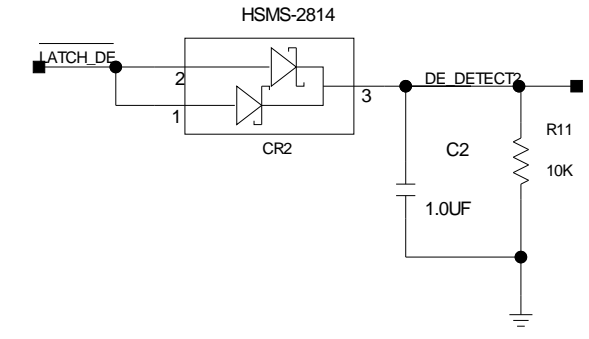 HSMS-2814
LATCH_DE
2
1
3
CR2
DE_DETECT2
C2
1.0UF
R11
10K